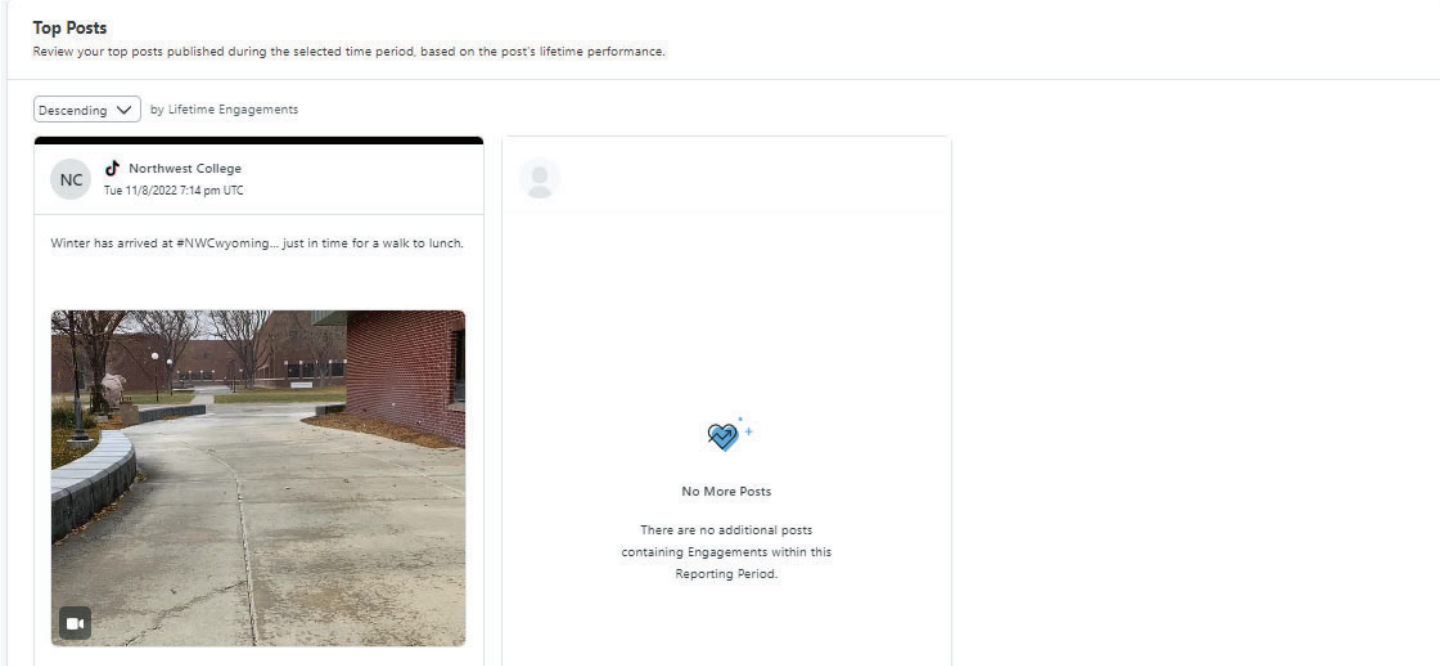 Top Posts
Review your top posts published during the selected time period, based on the post's lifetime performance.
Descending
by Lifetime Engagements
NC
Northwest College
Tue 11/8/2022 7:14 pm UTC
Winter has arrived at #NWCwyoming... just in time for a walk to lunch.
No More Posts
There are no additional posts
containing Engagements within this
Reporting Period.